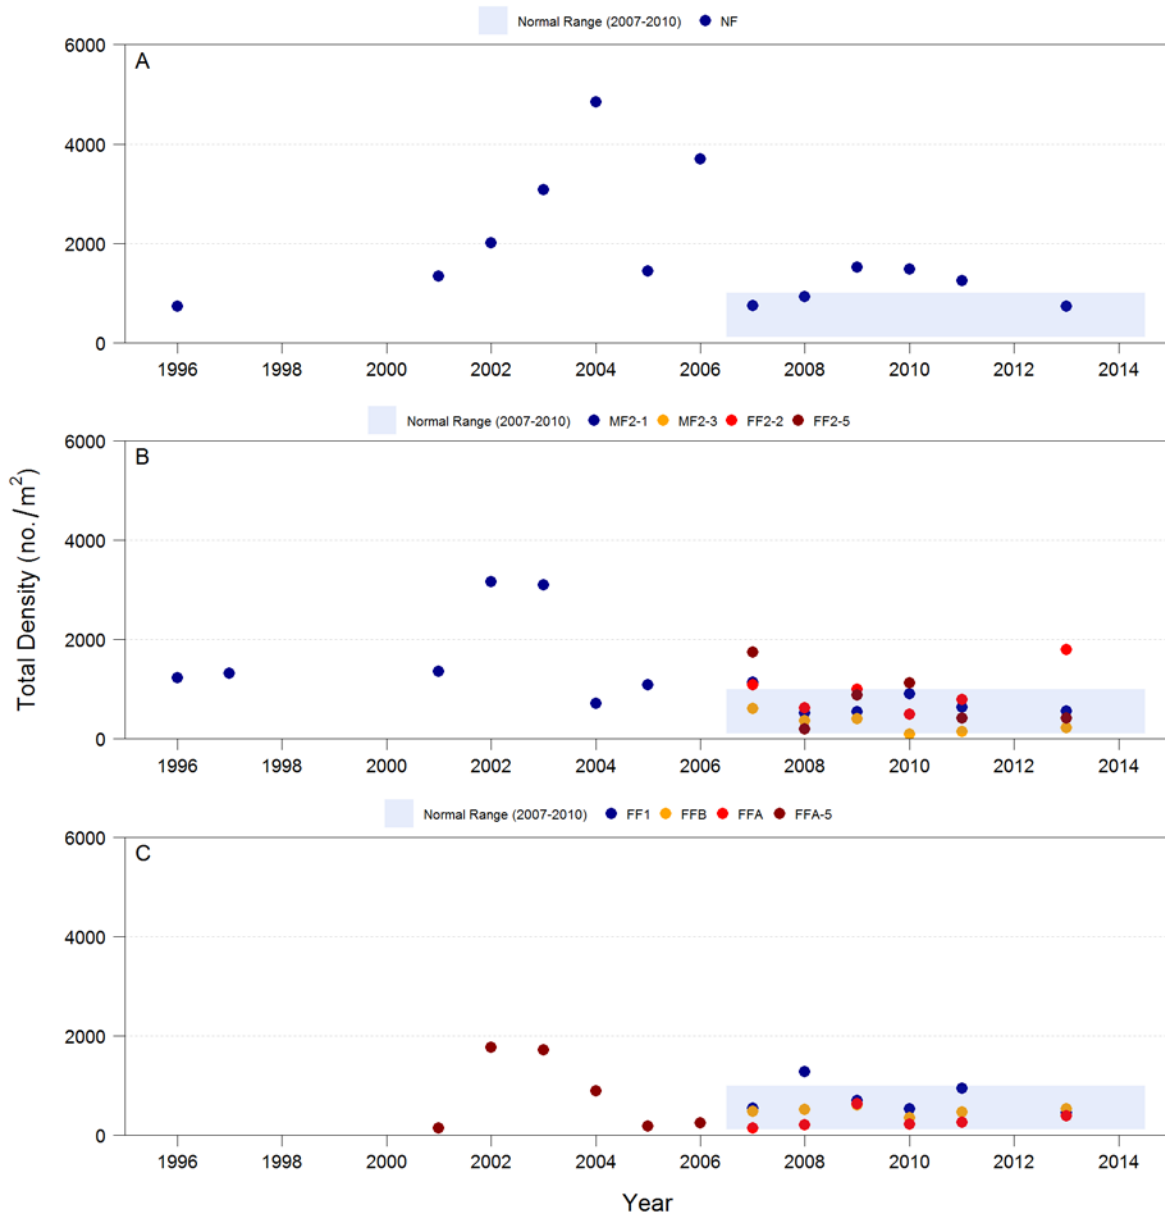 Normal Range (2007-2010) NF
A
6000
4000
2000
0
1996 1998 2000 2002 2004 2006 2008 2010 2012 2014
Normal Range (2007-2010) MF2-1 MF2-3 FF2-2 FF2-5
B
6000
4000
2000
0
1996 1998 2000 2002 2004 2006 2008 2010 2012 2014
Total Density (no./m²)
Normal Range (2007-2010) FF1 FFB FFA FFA-5
C
6000
4000
2000
0
1996 1998 2000 2002 2004 2006 2008 2010 2012 2014
Year